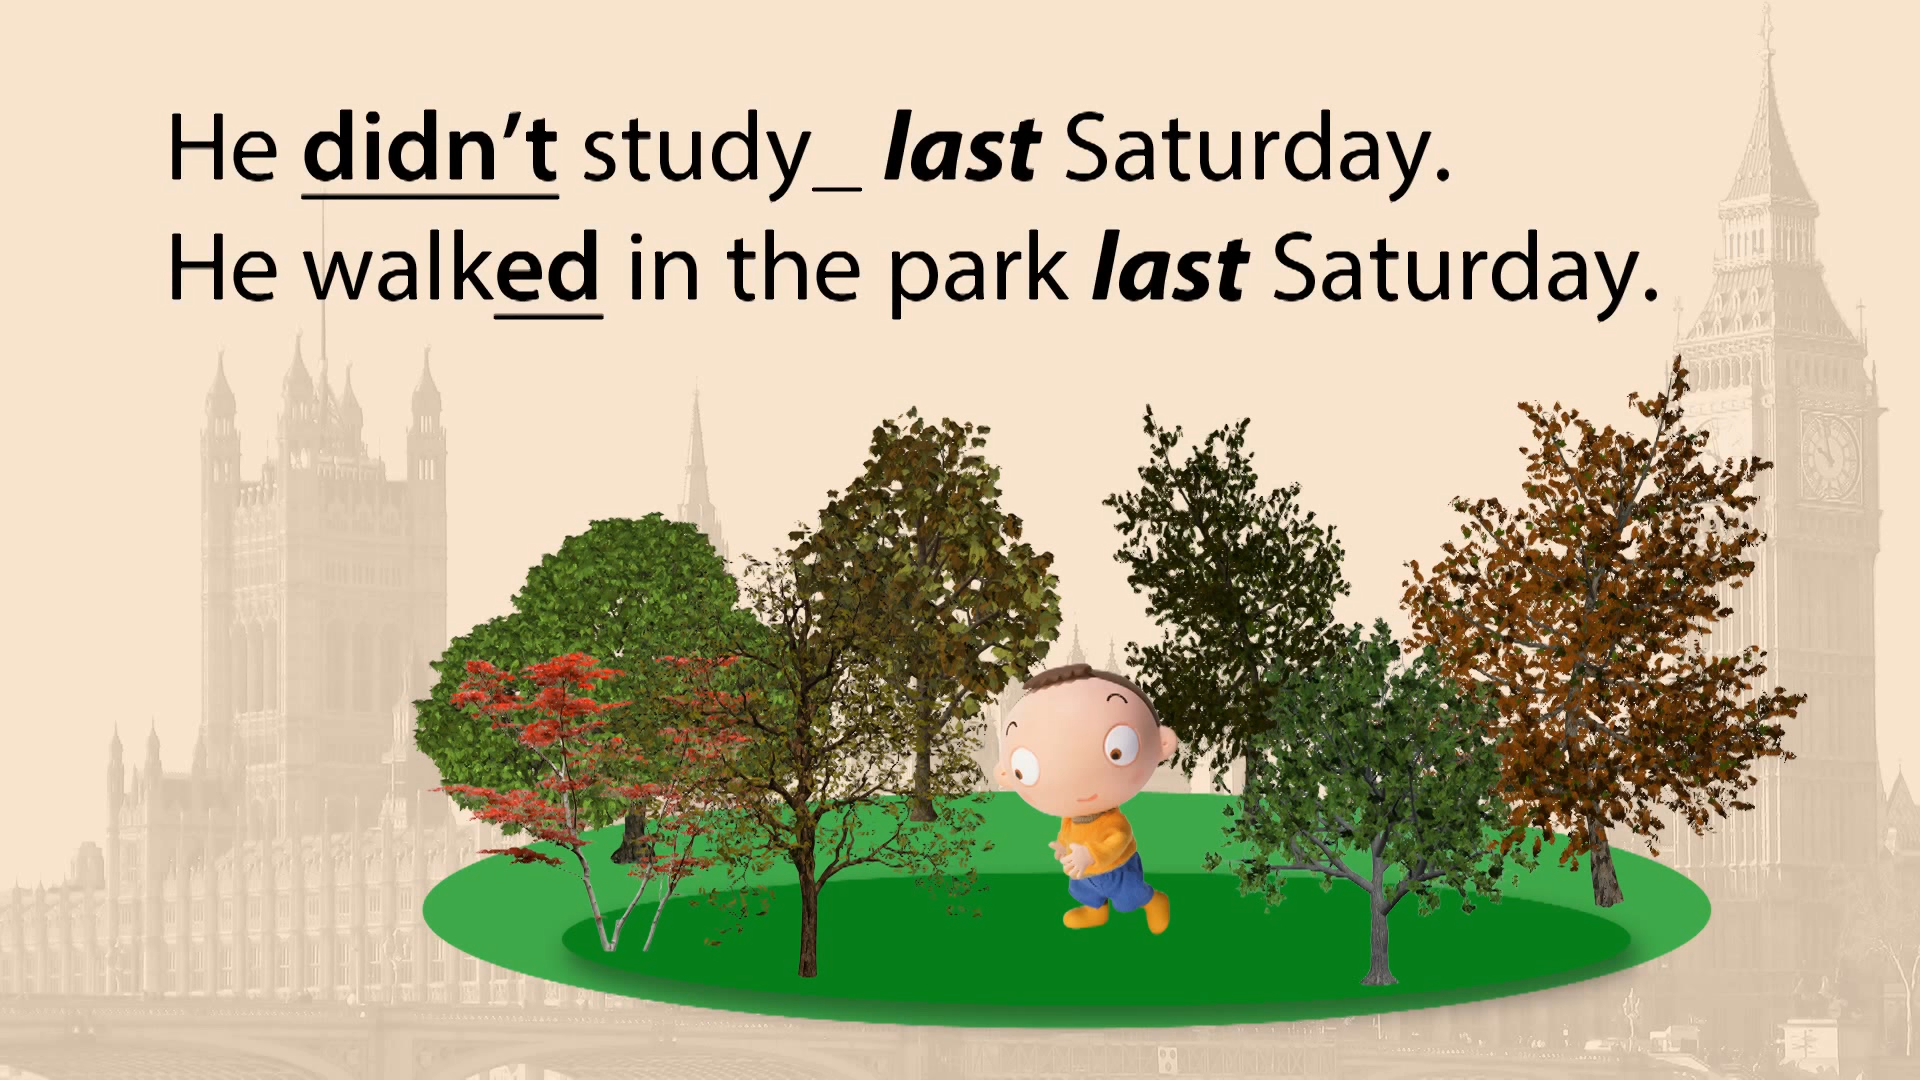 He didn’t study_ last Saturday.
He walked in the park last Saturday.